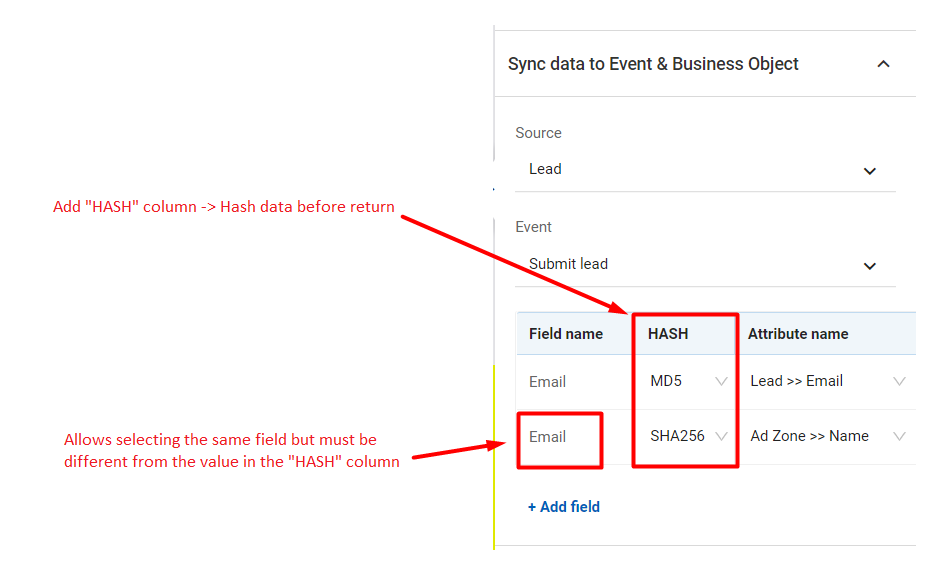 Sync data to Event & Business Object
Source
Lead
Add "HASH" column -> Hash data before return
Event
Submit lead
Field name HASH Attribute name
Email MD5 Lead >> Email
Email SHA256 Ad Zone >> Name
Allows selecting the same field but must be
different from the value in the "HASH" column
+ Add field